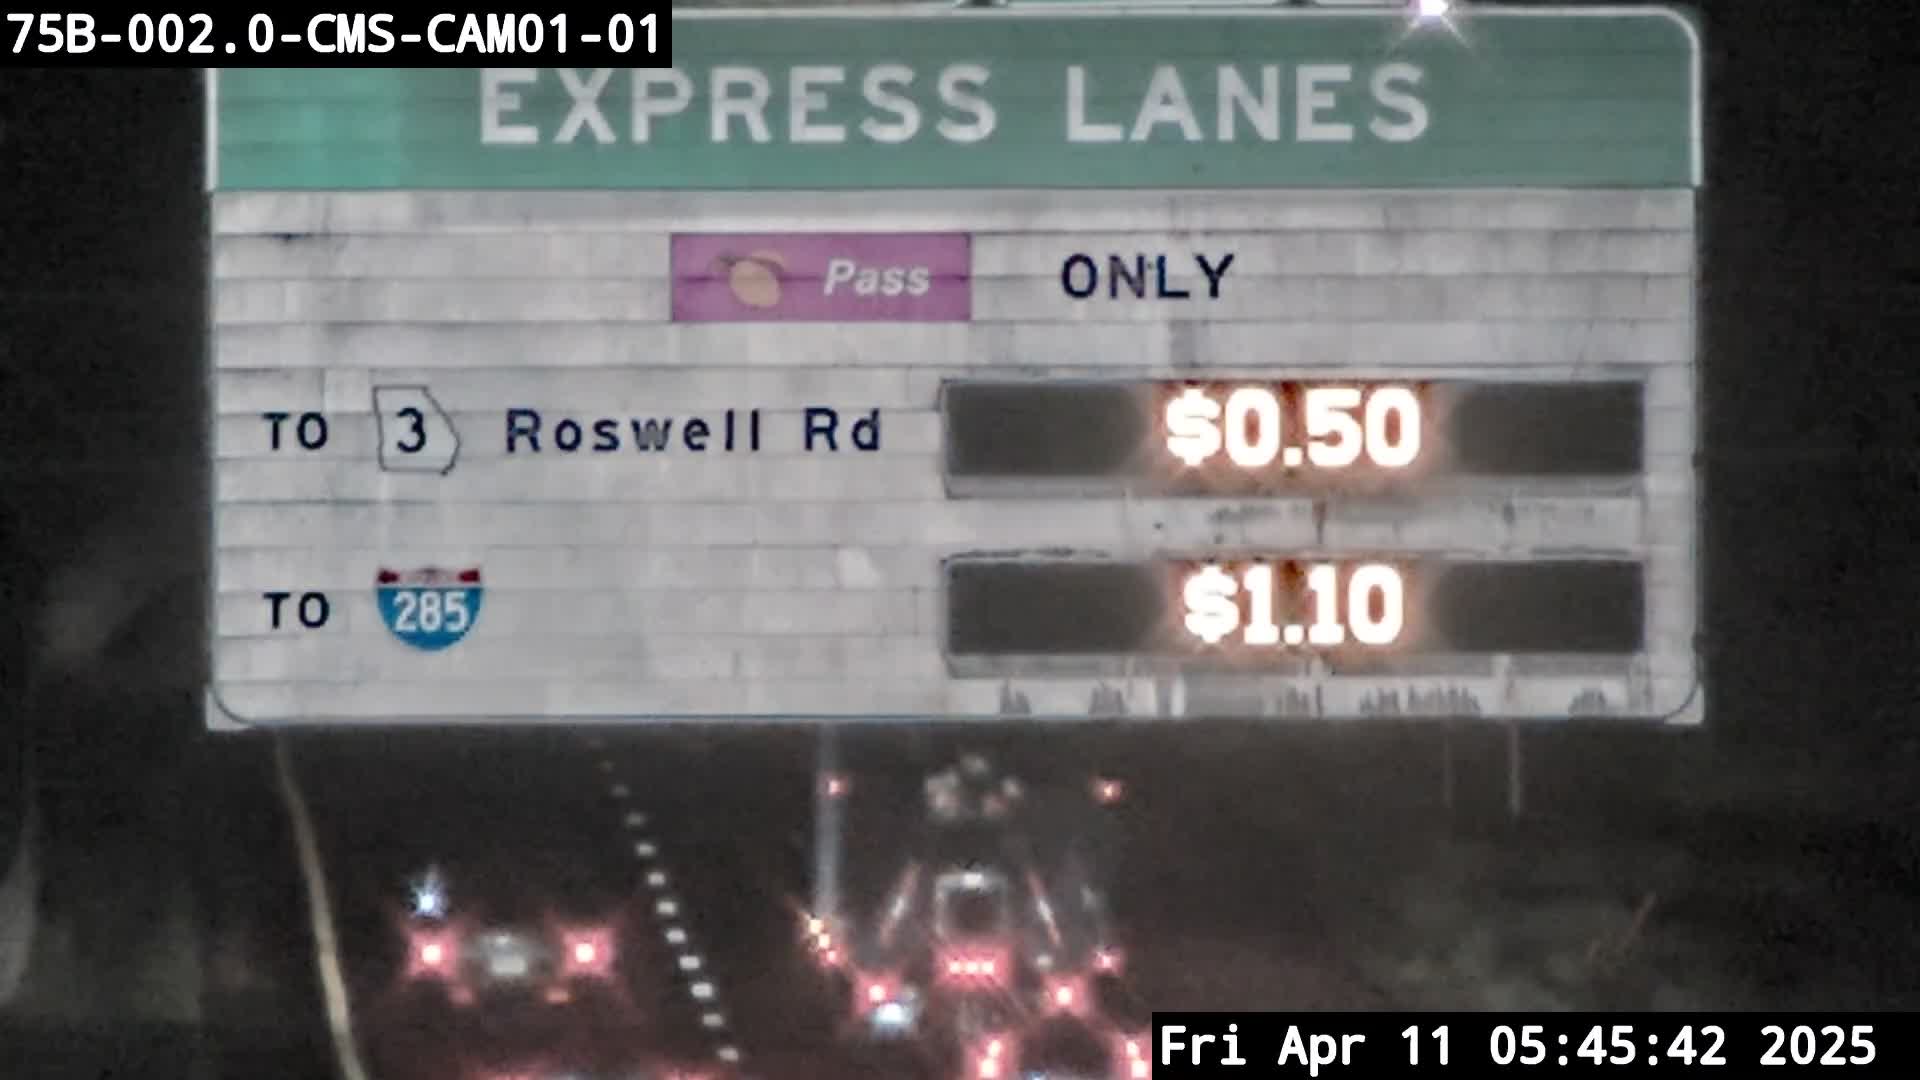 75B-002.0-CMS-CAM01-01
EXPRESS LANES
Pass ONLY
TO 3 Roswell Rd $0.50
TO 285 $1.10
Fri Apr 11 05:45:42 2025